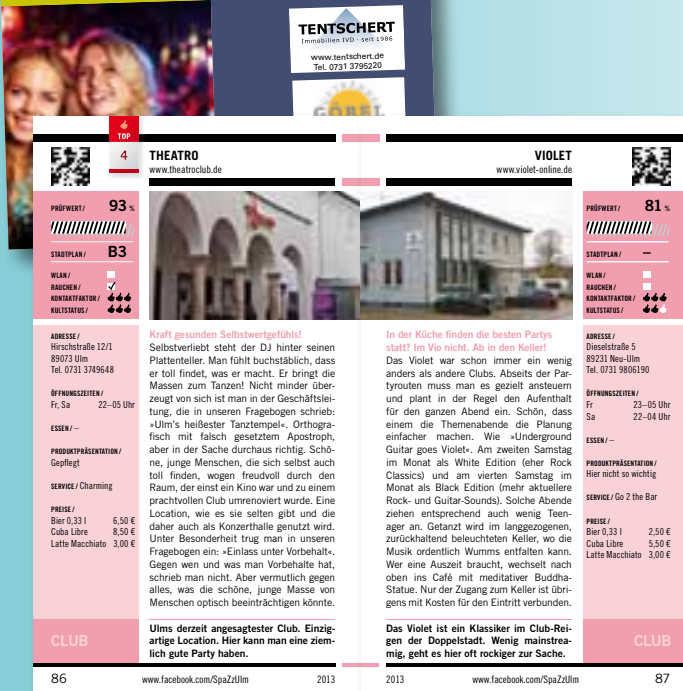 TENTSCHERT
Immobilien IVD · seit 1986
www.tentschert.de
Tel. 0731 3795220
GÖBEL
TOP
4
THEATRO
www.theatroclub.de
PRÜFWERT/ 93 %
STADTPLAN/ B3
WLAN/
RAUCHEN/
KONTAKTFAKTOR/
KULTSTATUS/
ADRESSE/
Hirschstraße 12/1
89073 Ulm
Tel. 0731 3749648
ÖFFNUNGSZEITEN/
Fr, Sa 22–05 Uhr
ESSEN/ –
PRODUKTPRÄSENTATION/
Gepflegt
SERVICE/ Charming
PREISE/
Bier 0,33 l 6,50 €
Cuba Libre 8,50 €
Latte Macchiato 3,00 €
CLUB
Kraft gesunden Selbstwertgefühls!
Selbstverliebt steht der DJ hinter seinen
Plattenteller. Man fühlt buchstäblich, dass
er toll findet, was er macht. Er bringt die
Massen zum Tanzen! Nicht minder über-
zeugt von sich ist man in der Geschäftslei-
tung, die in unseren Fragebogen schrieb:
»Ulm's heißester Tanztempel«. Orthogra-
fisch mit falsch gesetztem Apostroph,
aber in der Sache durchaus richtig. Schö-
ne, junge Menschen, die sich selbst auch
toll finden, wogen freudvoll durch den
Raum, der einst ein Kino war und zu einem
prachtvollen Club umrenoviert wurde. Eine
Location, wie es sie selten gibt und die
daher auch als Konzerthalle genutzt wird.
Unter Besonderheit trug man in unseren
Fragebogen ein: »Einlass unter Vorbehalt«.
Gegen wen und was man Vorbehalte hat,
schrieb man nicht. Aber vermutlich gegen
alles, was die schöne, junge Masse von
Menschen optisch beeinträchtigen könnte.
Ulms derzeit angesagtester Club. Einzig-
artige Location. Hier kann man eine ziem-
lich gute Party haben.
86
www.facebook.com/SpaZzUlm
2013
VIOLET
www.violet-online.de
In der Küche finden die besten Partys
statt? Im Vio nicht. Ab in den Keller!
Das Violet war schon immer ein wenig
anders als andere Clubs. Abseits der Par-
tyrouten muss man es gezielt ansteuern
und plant in der Regel den Aufenthalt
für den ganzen Abend ein. Schön, dass
einem die Themenabende die Planung
einfacher machen. Wie »Underground
Guitar goes Violet«. Am zweiten Samstag
im Monat als White Edition (eher Rock
Classics) und am vierten Samstag im
Monat als Black Edition (mehr aktuellere
Rock- und Guitar-Sounds). Solche Abende
ziehen entsprechend auch wenig Teen-
ager an. Getanzt wird im langgezogenen,
zurückhaltend beleuchteten Keller, wo die
Musik ordentlich Wumms entfalten kann.
Wer eine Auszeit braucht, wechselt nach
oben ins Café mit meditativer Buddha-
Statue. Nur der Zugang zum Keller ist übri-
gens mit Kosten für den Eintritt verbunden.
Das Violet ist ein Klassiker im Club-Rei-
gen der Doppelstadt. Wenig mainstrea-
mig, geht es hier oft rockiger zur Sache.
PRÜFWERT/ 81 %
STADTPLAN/ –
WLAN/
RAUCHEN/
KONTAKTFAKTOR/
KULTSTATUS/
ADRESSE/
Dieselstraße 5
89231 Neu-Ulm
Tel. 0731 9806190
ÖFFNUNGSZEITEN/
Fr 23–05 Uhr
Sa 22–04 Uhr
ESSEN/ –
PRODUKTPRÄSENTATION/
Hier nicht so wichtig
SERVICE/ Go 2 the Bar
PREISE/
Bier 0,33 l 2,50 €
Cuba Libre 5,50 €
Latte Macchiato 3,00 €
CLUB
2013
www.facebook.com/SpaZzUlm
87